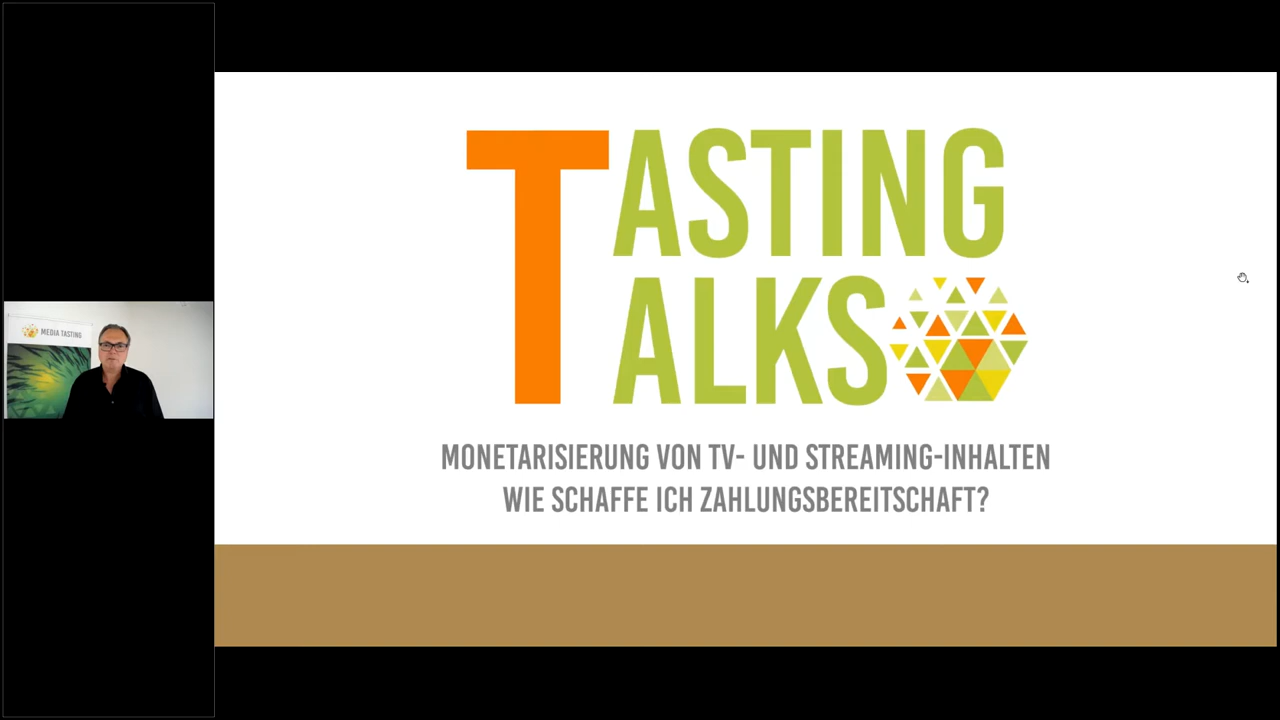 MEDIA TASTING
TASTING
TALKS
MONETARISIERUNG VON TV- UND STREAMING-INHALTEN
WIE SCHAFFE ICH ZAHLUNGSBEREITSCHAFT?